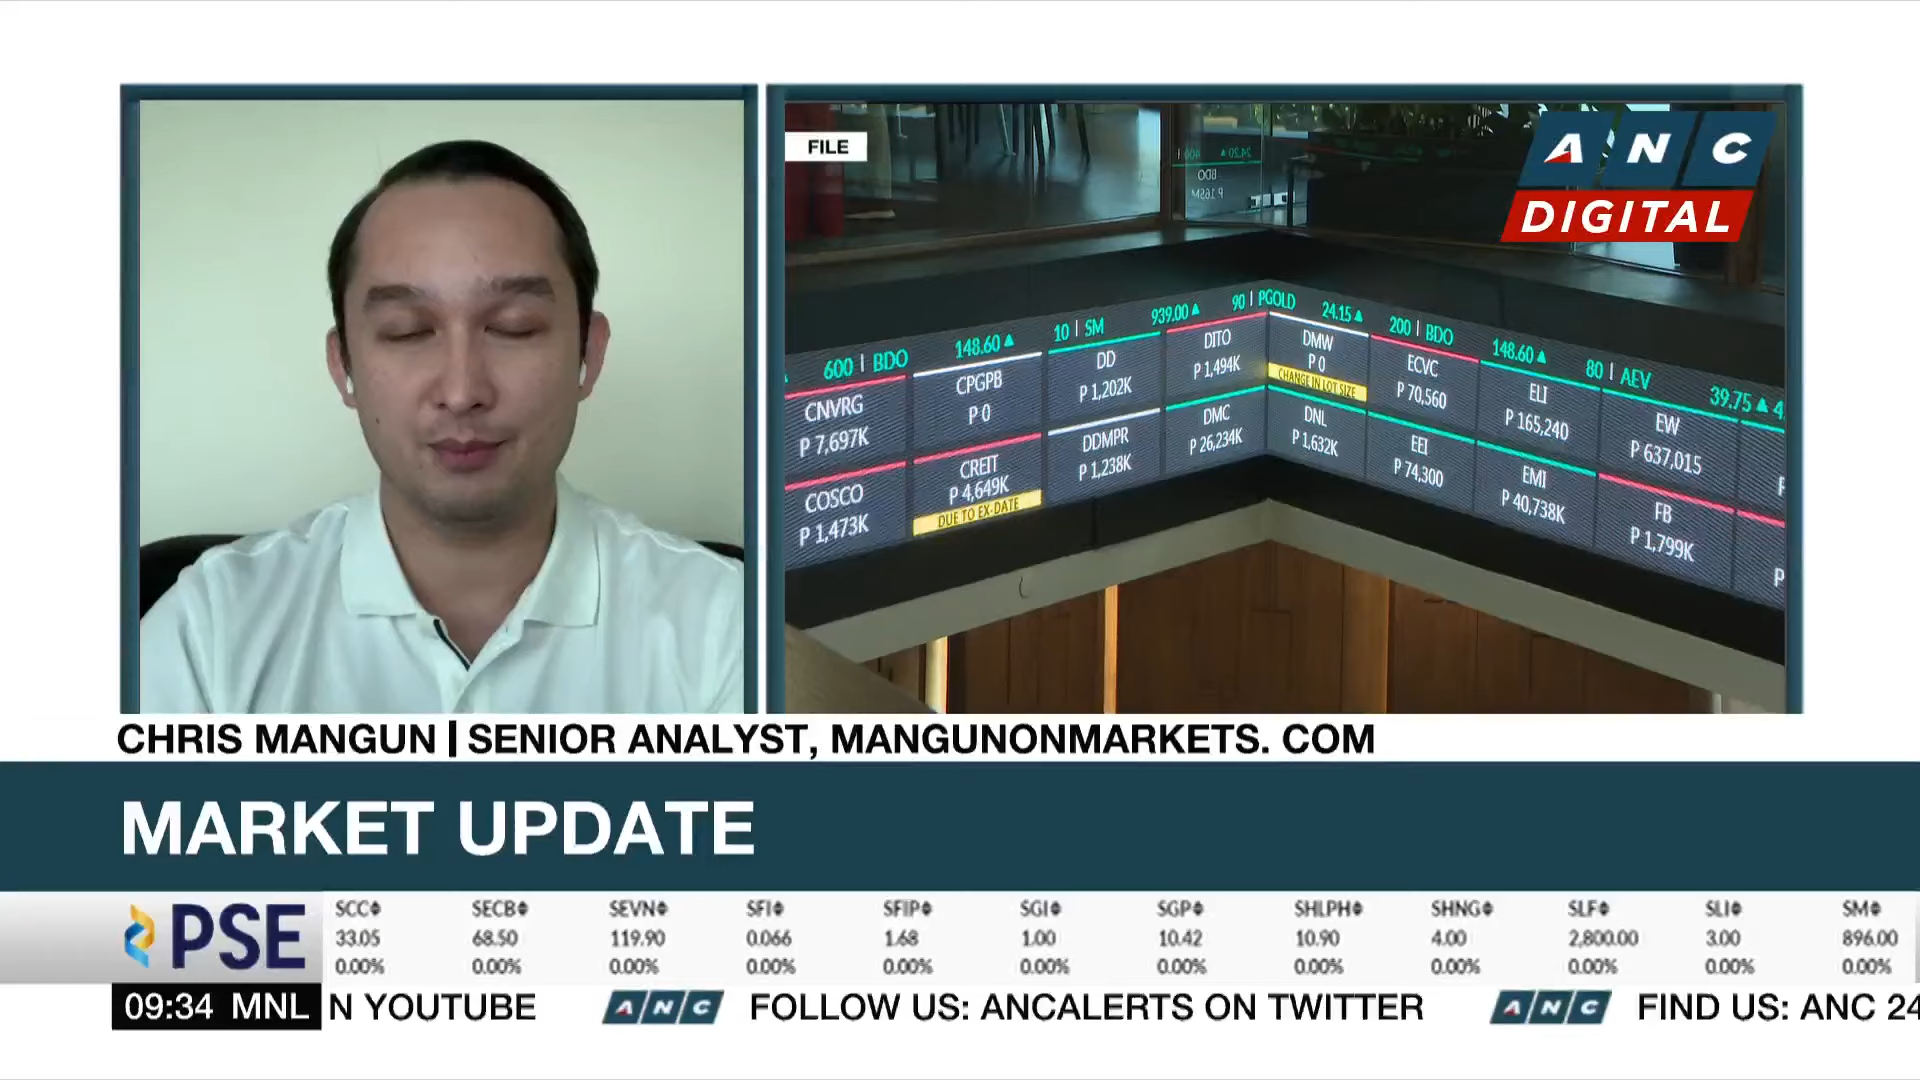 FILE
ANC
DIGITAL
600 | BDO 148.60 ▲ 10 | SM 939.00 ▲ 90 | PGOLD 24.15 ▲ 200 | BDO 148.60 ▲ 80 | AEV 39.75 ▲ 4
CNVRG
P 7,697K
CPGPB
P 0
DD
P 1,202K
DITO
P 1,494K
DMW
P 0
CHANGE IN LOT SIZE
ECVC
P 70,560
ELI
P 165,240
EW
P 637,015
COSCO
P 1,473K
CREIT
P 4,649K
DUE TO EX-DATE
DDMPR
P 1,238K
DMC
P 26,234K
DNL
P 1,632K
EEI
P 74,300
EMI
P 40,738K
FB
P 1,799K
CHRIS MANGUN | SENIOR ANALYST, MANGUNONMARKETS. COM
MARKET UPDATE
PSE
SCC SECB SEVN SFI SFIP SGI SGP SHLPH SHNG SLF SLI SM
33.05 68.50 119.90 0.066 1.68 1.00 10.42 10.90 4.00 2,800.00 3.00 896.00
0.00% 0.00% 0.00% 0.00% 0.00% 0.00% 0.00% 0.00% 0.00% 0.00% 0.00% 0.00%
09:34 MNL N YOUTUBE ANC FOLLOW US: ANCALERTS ON TWITTER ANC FIND US: ANC 24